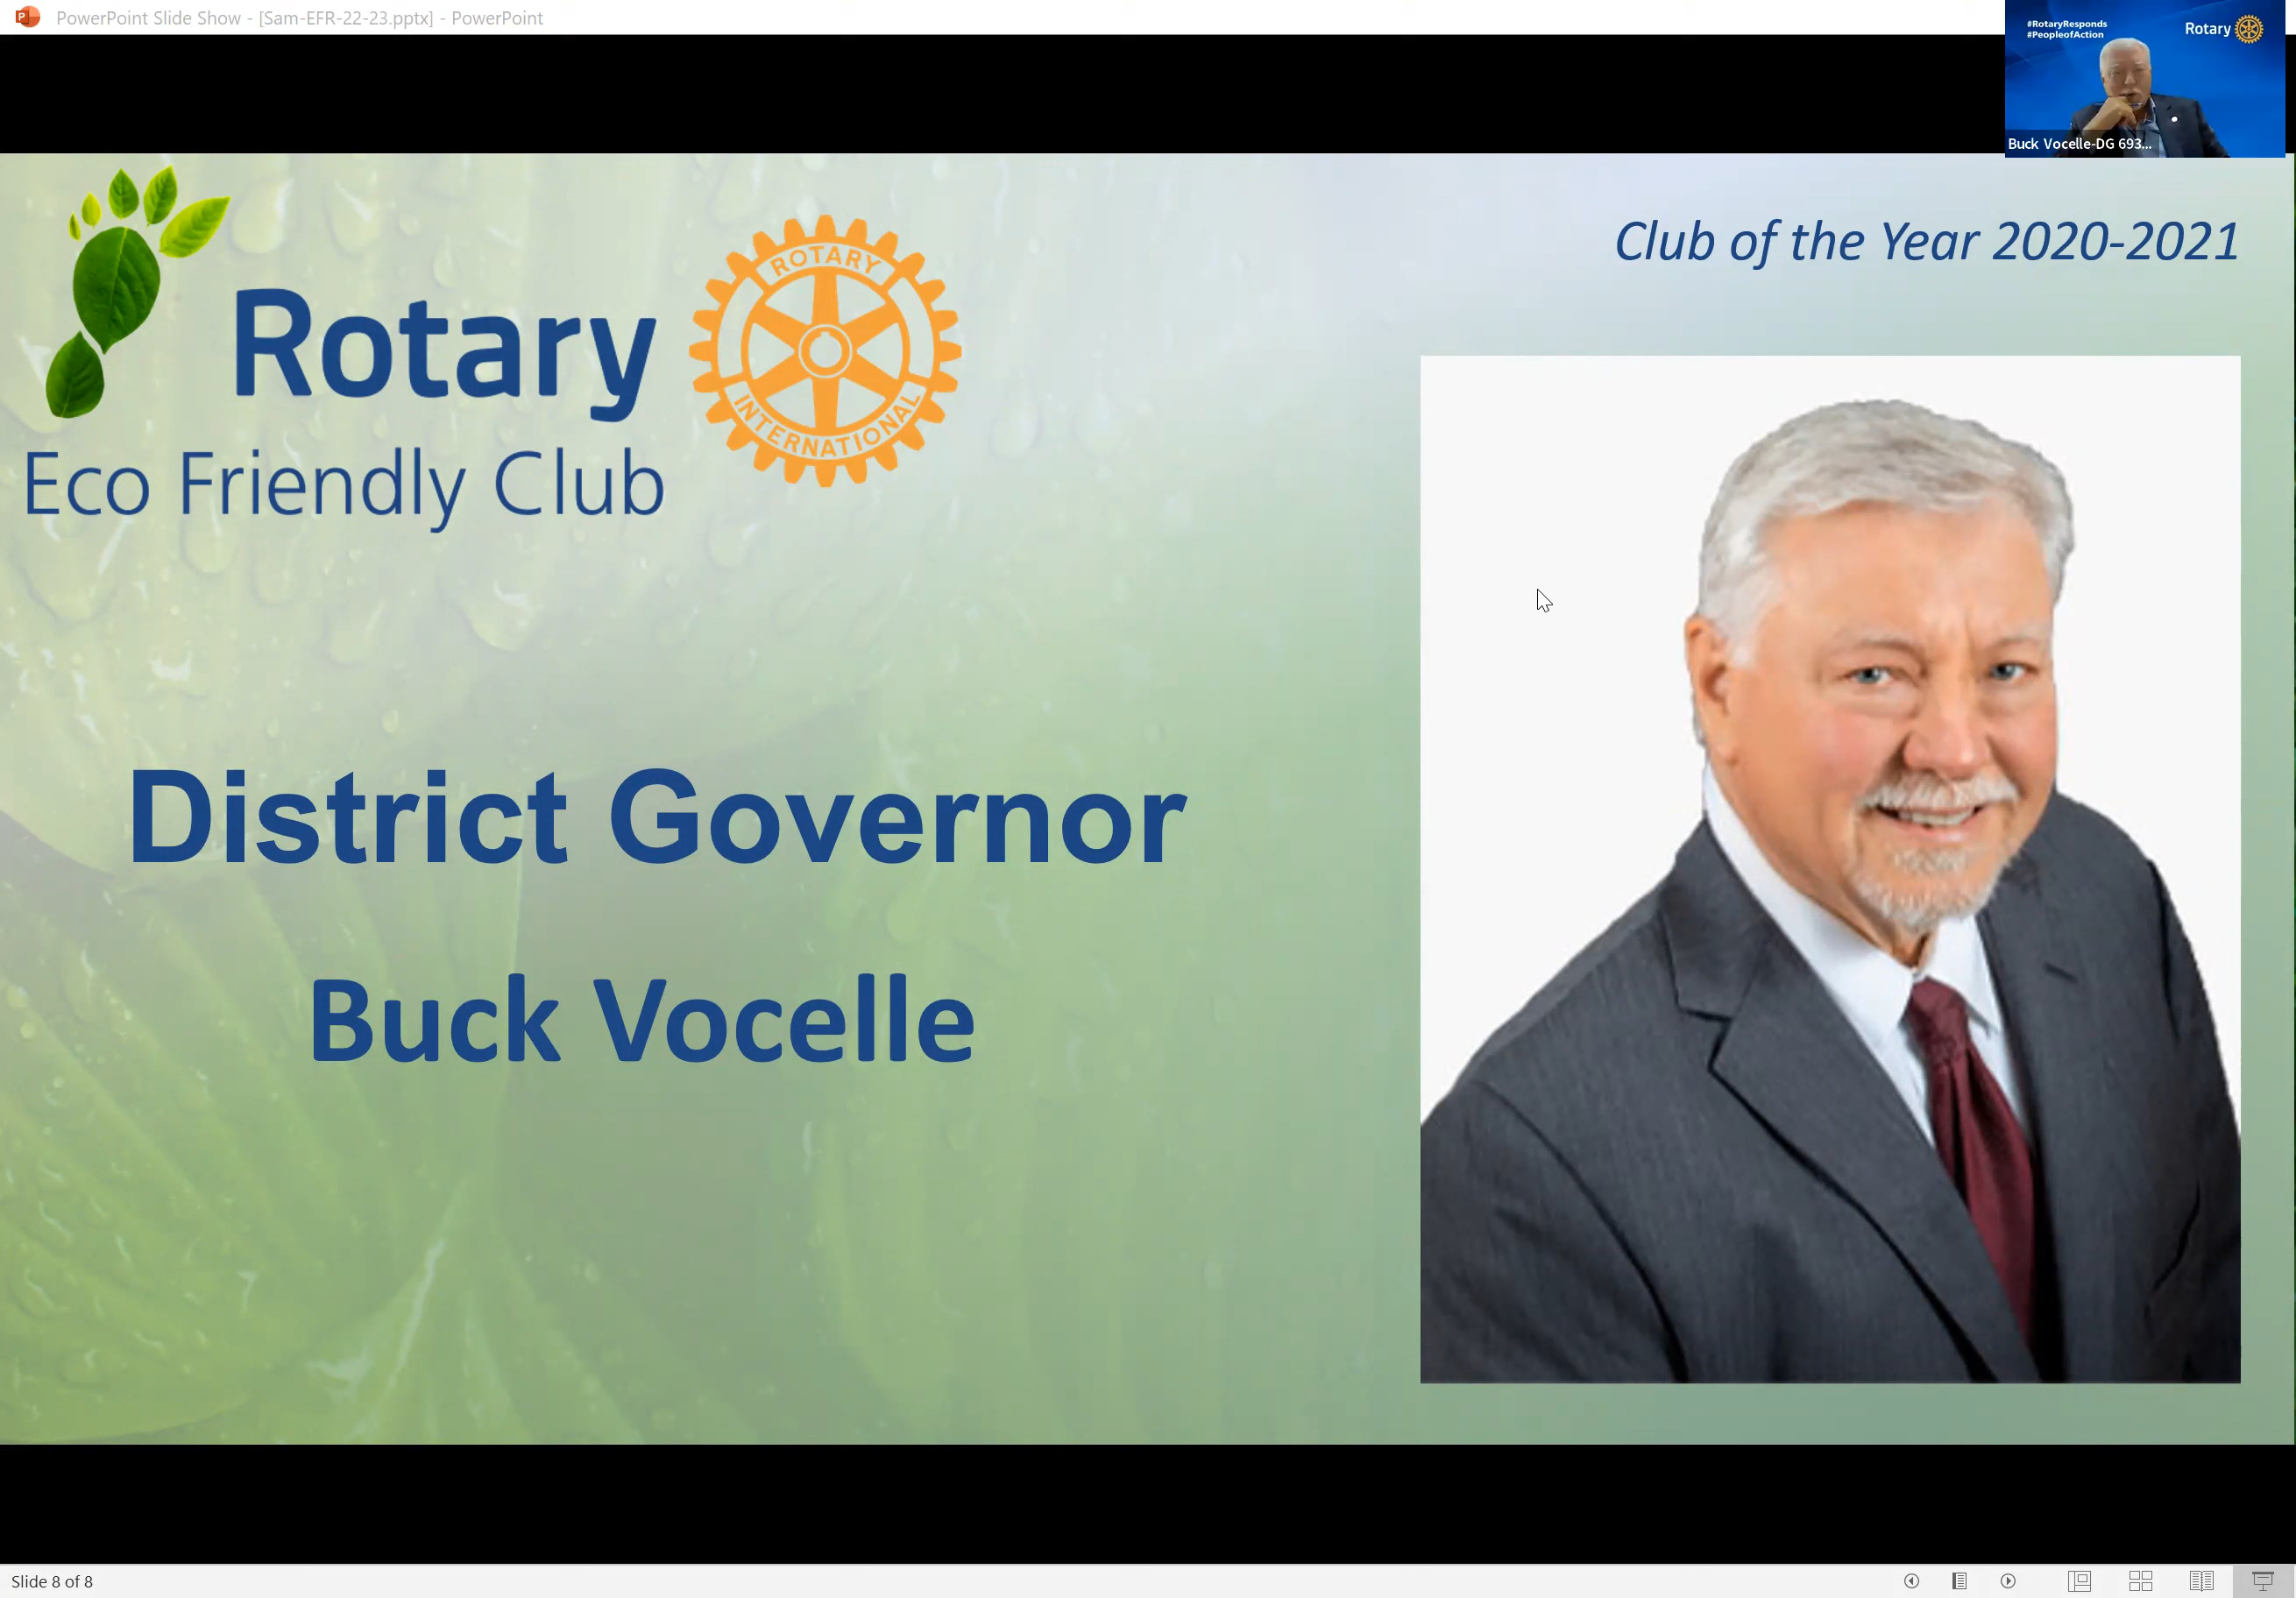 PowerPoint Slide Show - [Sam-EFR-22-23.pptx] - PowerPoint
#RotaryResponds
#PeopleofAction
Rotary
Buck Vocelle-DG 693...
Club of the Year 2020-2021
Rotary
ROTARY
INTERNATIONAL
Eco Friendly Club
District Governor
Buck Vocelle
Slide 8 of 8